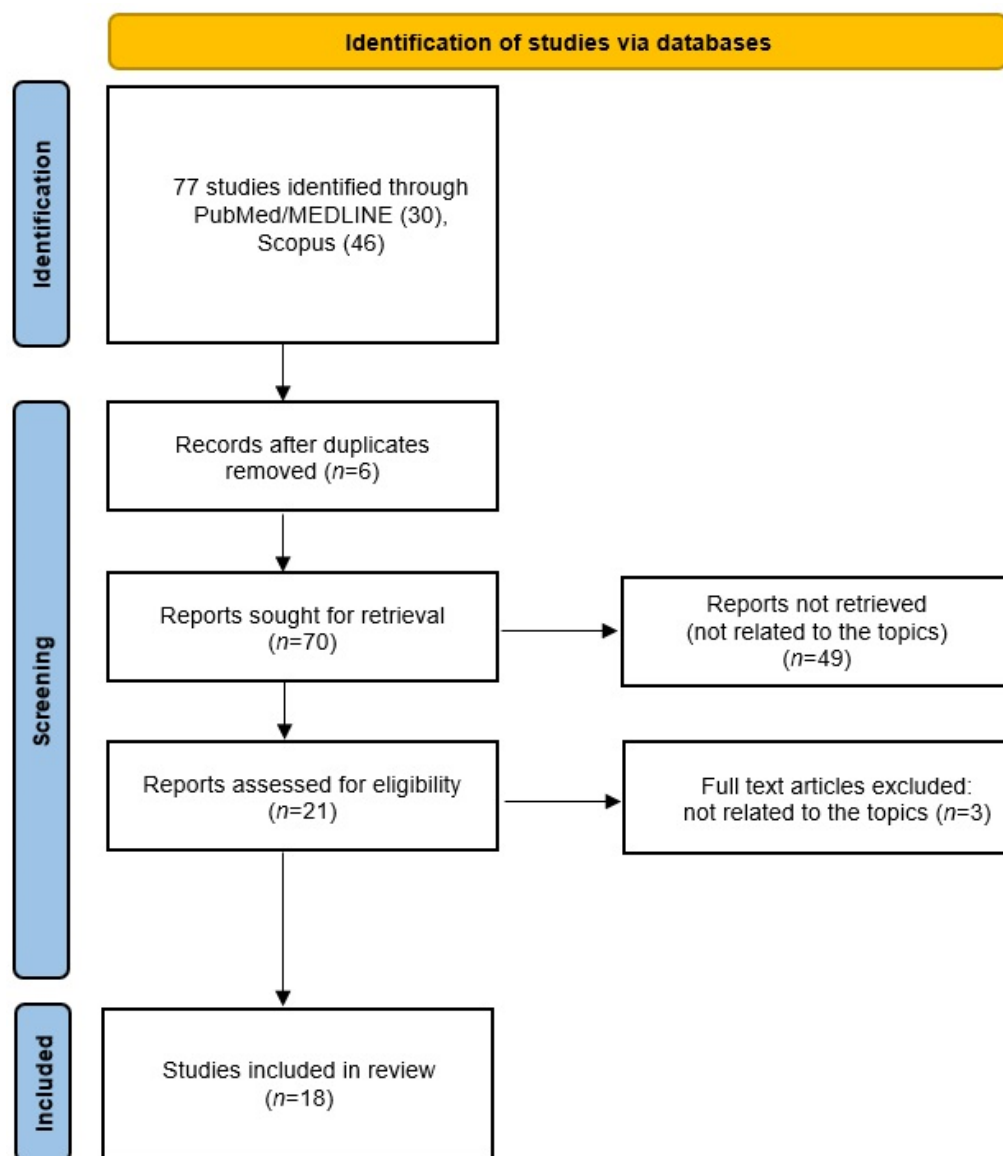 Identification of studies via databases
Identification
77 studies identified through
PubMed/MEDLINE (30),
Scopus (46)
Screening
Records after duplicates
removed (n=6)
Reports sought for retrieval
(n=70)
Reports not retrieved
(not related to the topics)
(n=49)
Reports assessed for eligibility
(n=21)
Full text articles excluded:
not related to the topics (n=3)
Included
Studies included in review
(n=18)